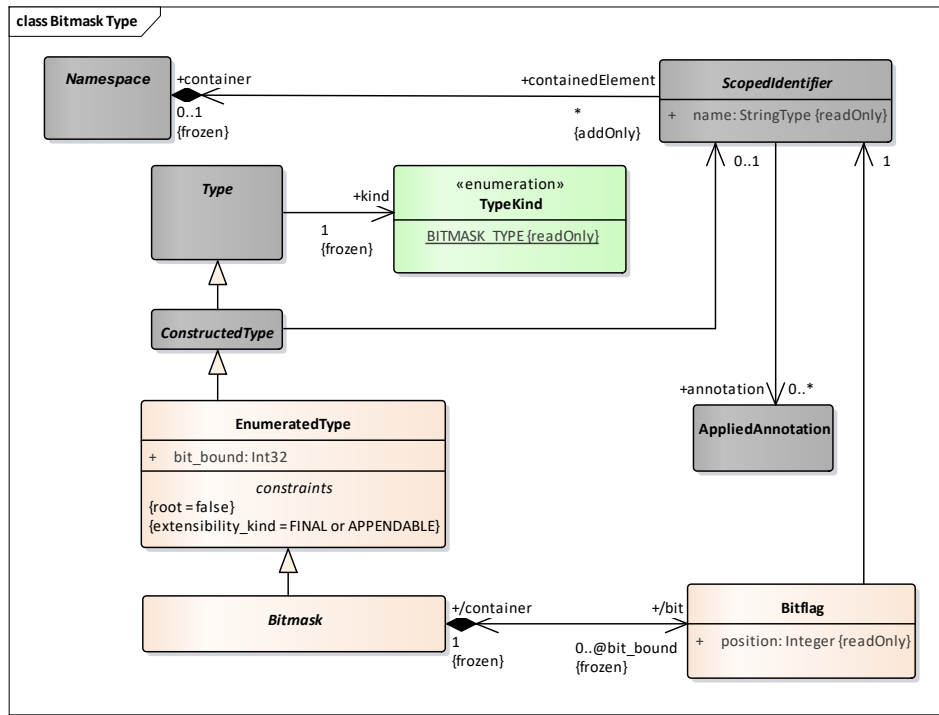 class Bitmask Type
Namespace
+container
0..1
{frozen}
+containedElement
*
{addOnly}
ScopedIdentifier
+ name: StringType {readOnly}
0..1
1
Type
+kind
1
{frozen}
«enumeration»
TypeKind
BITMASK_TYPE {readOnly}
ConstructedType
+annotation
0..*
AppliedAnnotation
EnumeratedType
+ bit_bound: Int32
constraints
{root = false}
{extensibility_kind = FINAL or APPENDABLE}
Bitmask
+/container
1
{frozen}
+/bit
0..@bit_bound
{frozen}
Bitflag
+ position: Integer {readOnly}